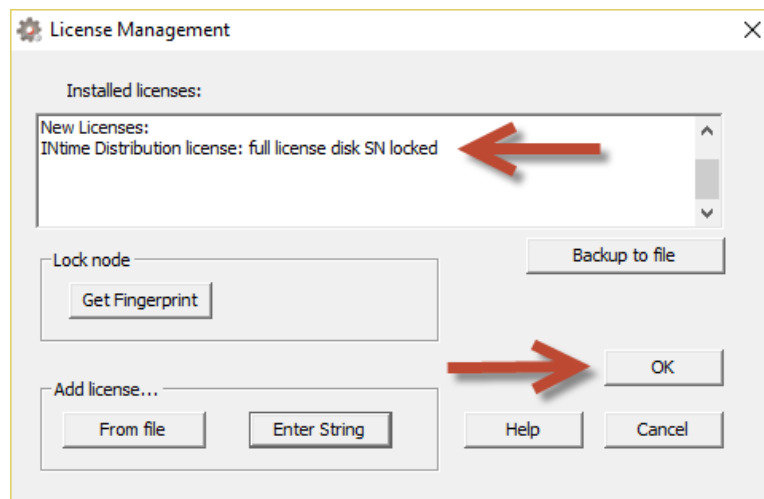 License Management
Installed licenses:
New Licenses:
INtime Distribution license: full license disk SN locked
Backup to file
Lock node
Get Fingerprint
OK
Add license...
From file
Enter String
Help
Cancel